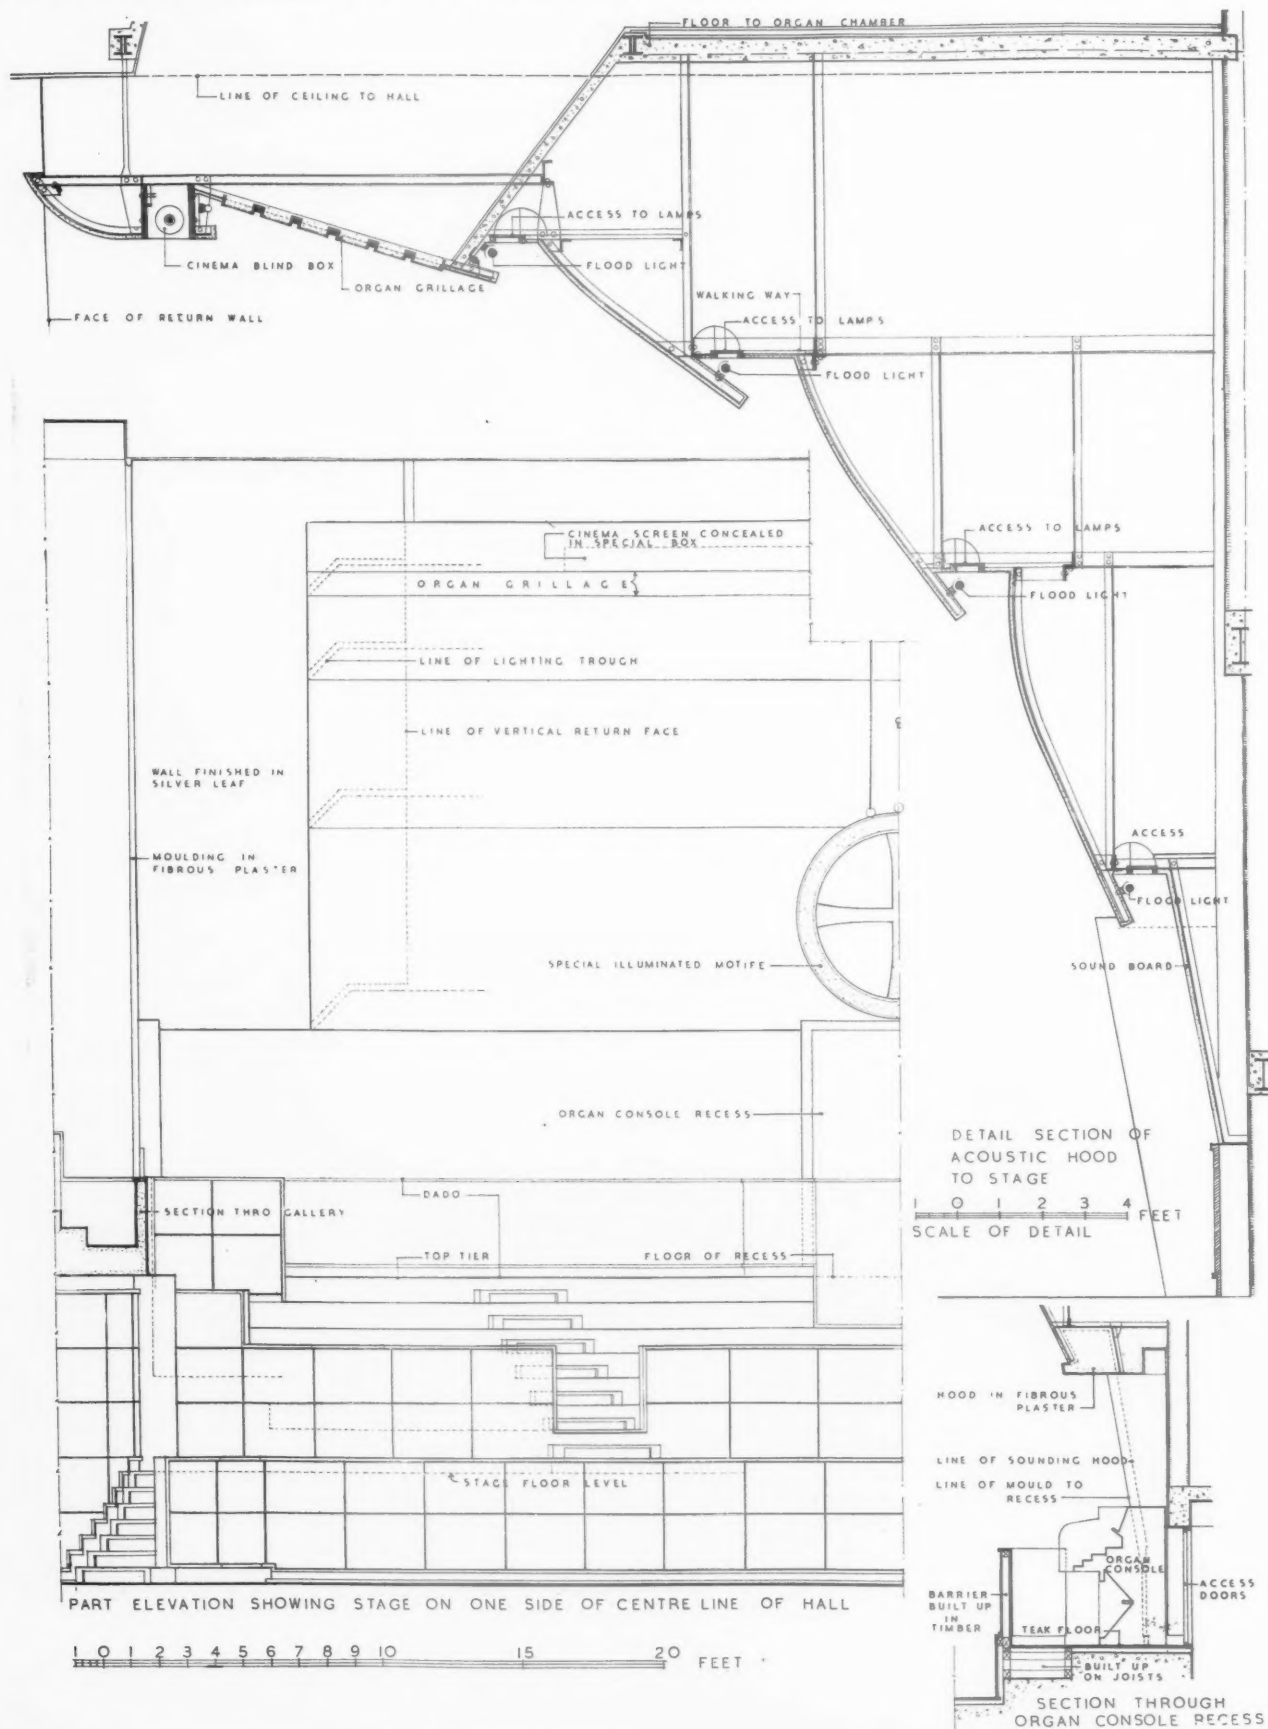 FLOOR TO ORGAN CHAMBER
LINE OF CEILING TO HALL
ACCESS TO LAMPS
CINEMA BLIND BOX
FLOOD LIGHT
ORGAN GRILLAGE
FACE OF RETURN WALL
WALKING WAY
ACCESS TO LAMPS
FLOOD LIGHT
CINEMA SCREEN CONCEALED
IN SPECIAL BOX
ACCESS TO LAMPS
ORGAN GRILLAGE
FLOOD LIGHT
LINE OF LIGHTING TROUGH
LINE OF VERTICAL RETURN FACE
WALL FINISHED IN
SILVER LEAF
MOULDING IN
FIBROUS PLASTER
ACCESS
FLOOD LIGHT
SPECIAL ILLUMINATED MOTIFE
SOUND BOARD
ORGAN CONSOLE RECESS
DETAIL SECTION OF
ACOUSTIC HOOD
TO STAGE
1 0 1 2 3 4 FEET
SCALE OF DETAIL
DADO
SECTION THRO GALLERY
TOP TIER
FLOOR OF RECESS
STAGE FLOOR LEVEL
PART ELEVATION SHOWING STAGE ON ONE SIDE OF CENTRE LINE OF HALL
1 0 1 2 3 4 5 6 7 8 9 10 15 20 FEET
HOOD IN FIBROUS
PLASTER
LINE OF SOUNDING HOOD
LINE OF MOULD TO
RECESS
ORGAN
CONSOLE
BARRIER
BUILT UP
IN
TIMBER
ACCESS
DOORS
TEAK FLOOR
BUILT UP
ON JOISTS
SECTION THROUGH
ORGAN CONSOLE RECESS